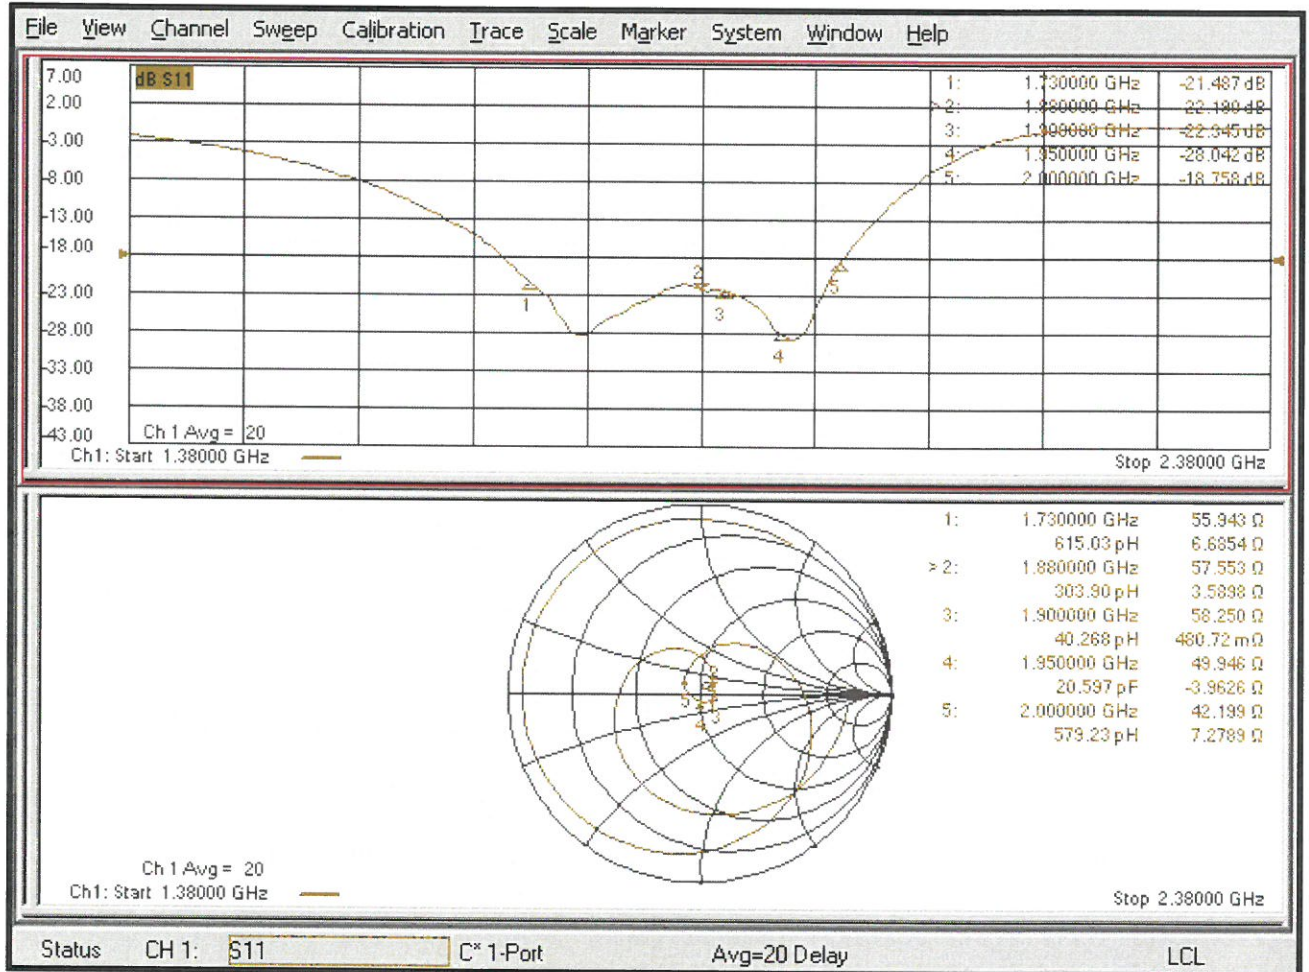 File View Channel Sweep Calibration Trace Scale Marker System Window Help
7.00
2.00
-3.00
-8.00
-13.00
-18.00
-23.00
-28.00
-33.00
-38.00
-43.00
dB S11
1: 1.730000 GHz -21.487 dB
>2: 1.880000 GHz -22.190 dB
3: 1.900000 GHz -22.345 dB
4: 1.950000 GHz -28.042 dB
5: 2.000000 GHz -18.758 dB
1
2
3
4
5
Ch 1 Avg = 20
Ch1: Start 1.38000 GHz
Stop 2.38000 GHz
1: 1.730000 GHz 55.943 Ω
615.03 pH 6.6854 Ω
>2: 1.880000 GHz 57.553 Ω
303.90 pH 3.5898 Ω
3: 1.900000 GHz 58.250 Ω
40.268 pH 480.72 mΩ
4: 1.950000 GHz 49.946 Ω
20.597 pF -3.9626 Ω
5: 2.000000 GHz 42.199 Ω
579.23 pH 7.2789 Ω
5
4
3
Ch 1 Avg = 20
Ch1: Start 1.38000 GHz
Stop 2.38000 GHz
Status CH 1: S11 C* 1-Port Avg=20 Delay LCL